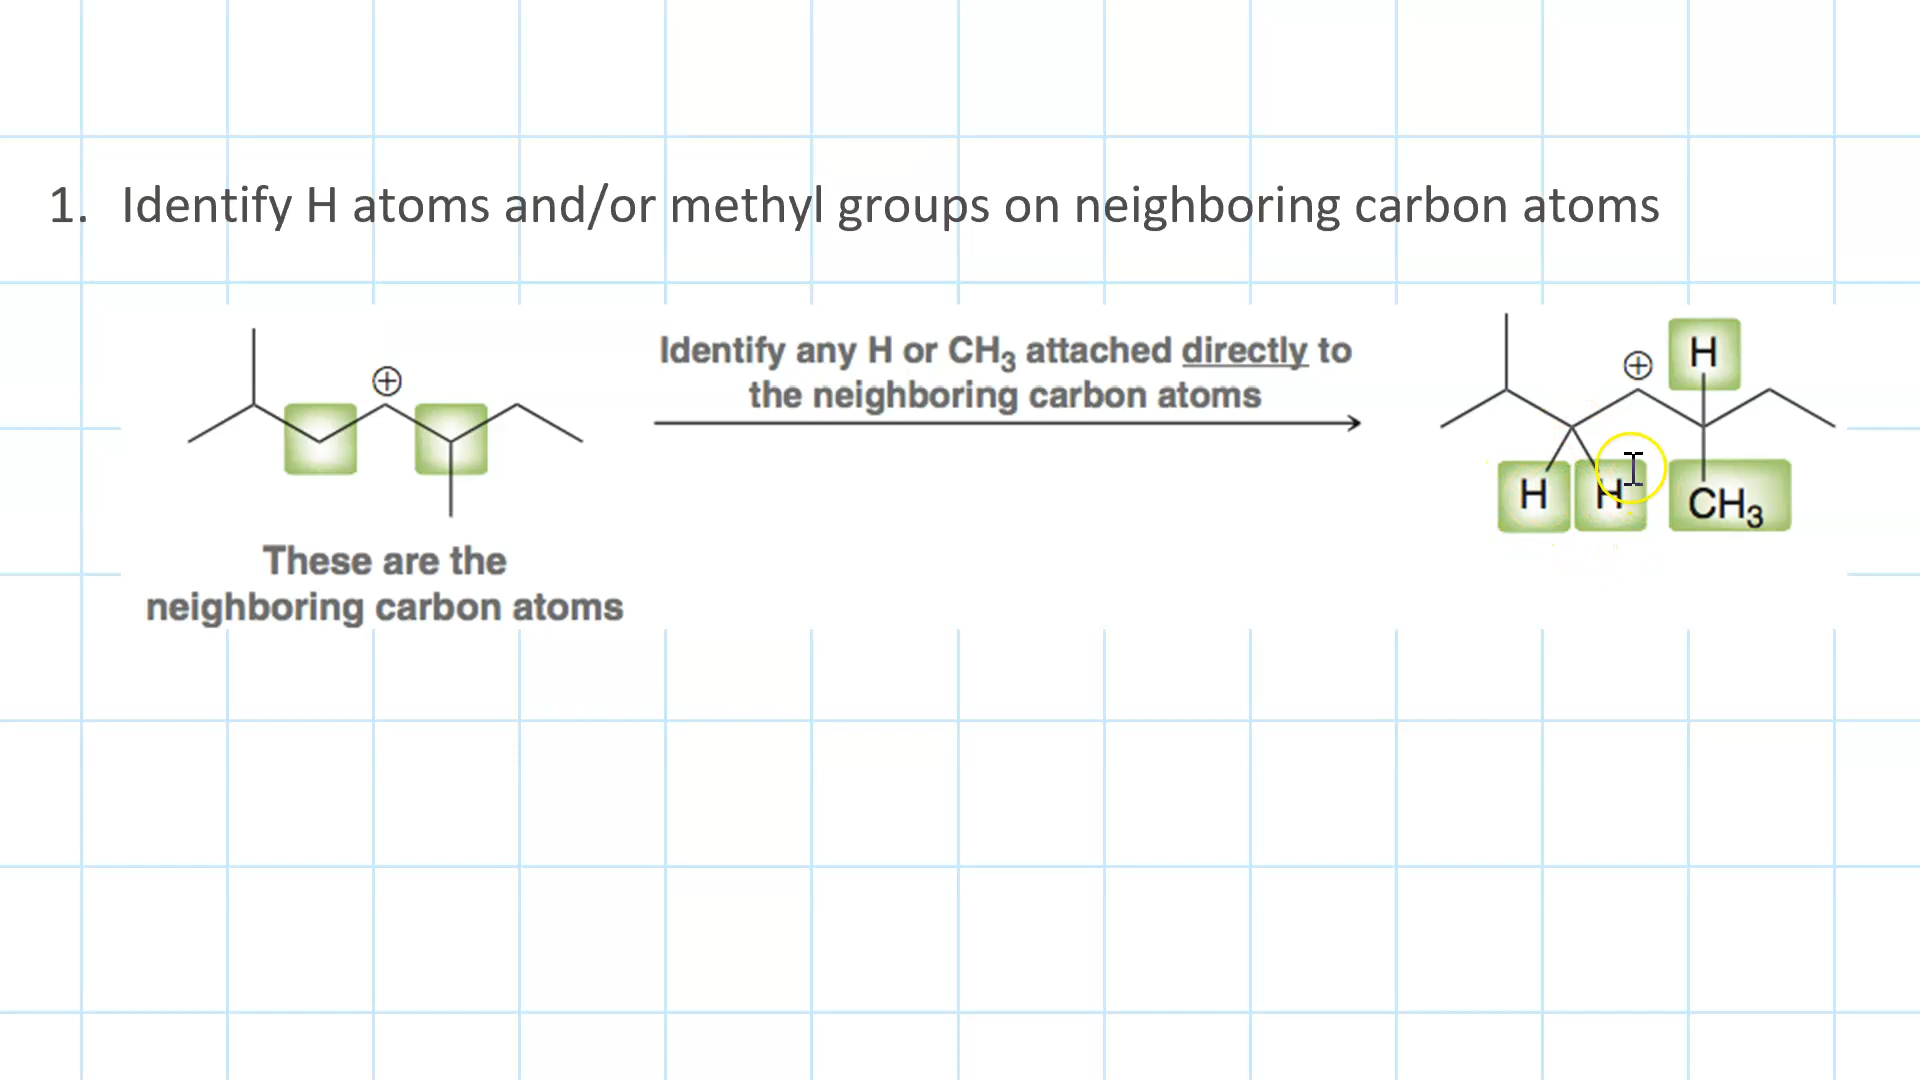 1. Identify H atoms and/or methyl groups on neighboring carbon atoms
Identify any H or CH₃ attached directly to
the neighboring carbon atoms
⊕
These are the
neighboring carbon atoms
⊕
H
H
H
CH₃